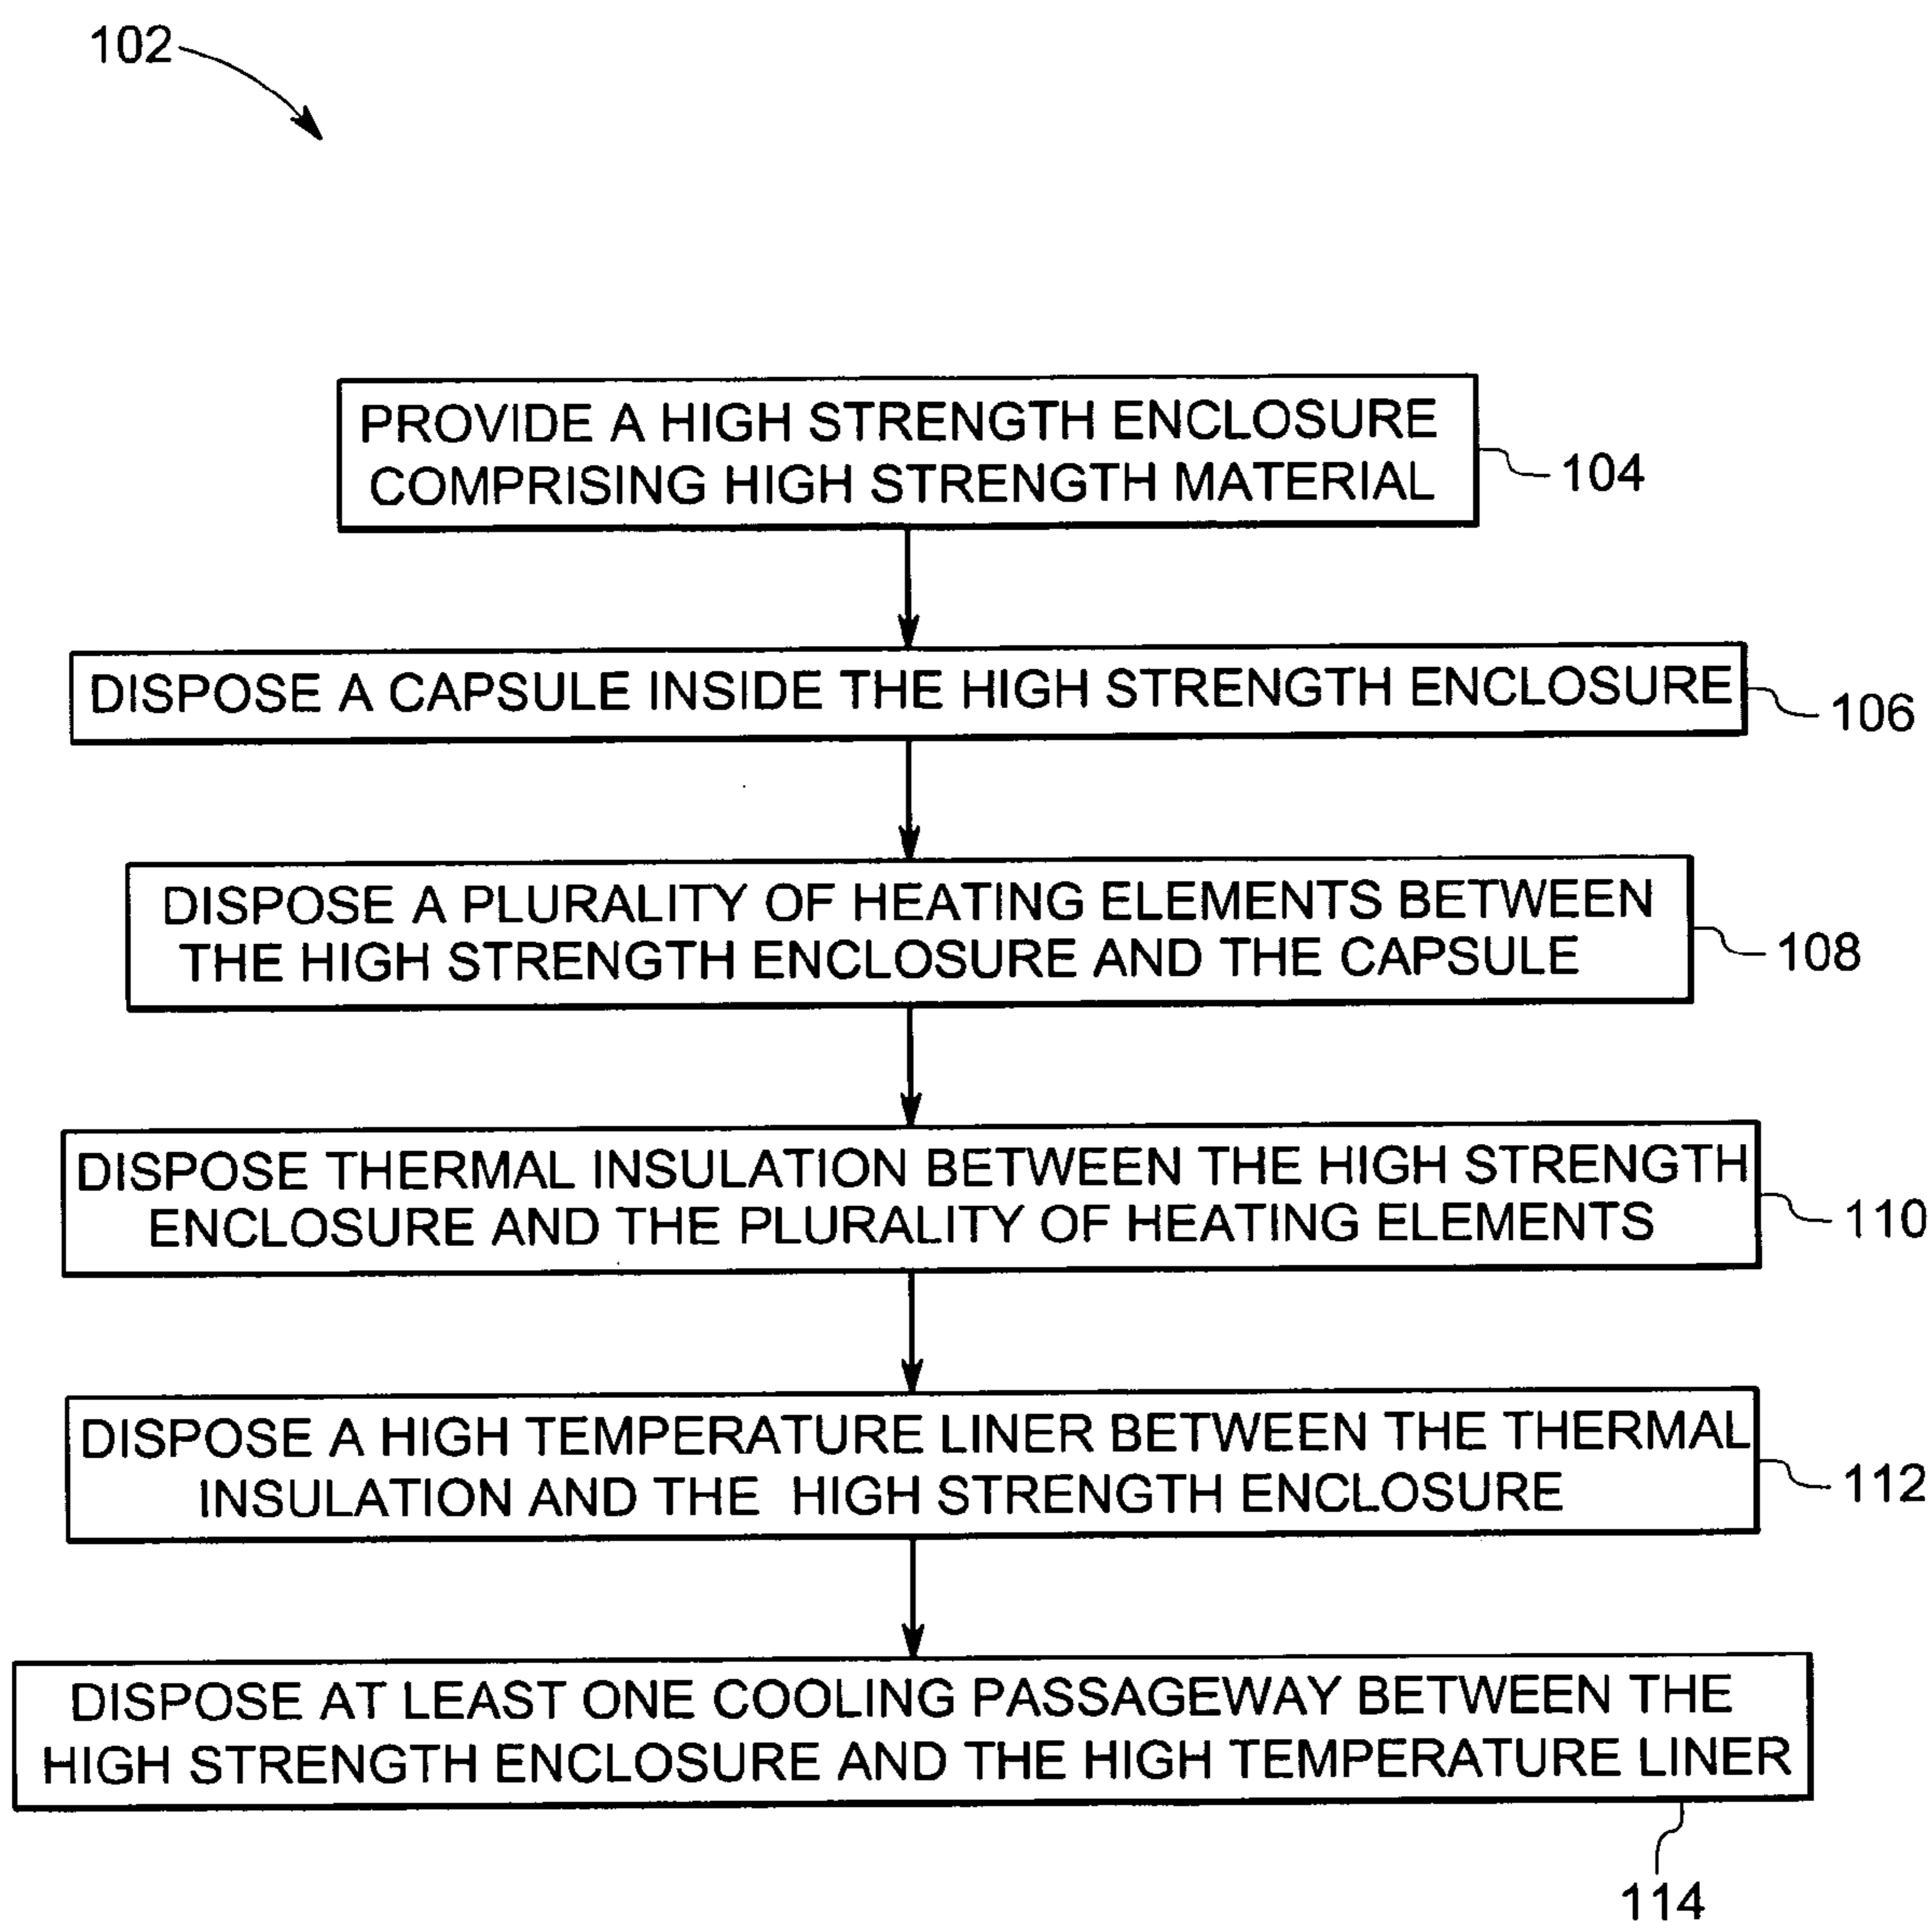 102
PROVIDE A HIGH STRENGTH ENCLOSURE
COMPRISING HIGH STRENGTH MATERIAL
104
DISPOSE A CAPSULE INSIDE THE HIGH STRENGTH ENCLOSURE
106
DISPOSE A PLURALITY OF HEATING ELEMENTS BETWEEN
THE HIGH STRENGTH ENCLOSURE AND THE CAPSULE
108
DISPOSE THERMAL INSULATION BETWEEN THE HIGH STRENGTH
ENCLOSURE AND THE PLURALITY OF HEATING ELEMENTS
110
DISPOSE A HIGH TEMPERATURE LINER BETWEEN THE THERMAL
INSULATION AND THE HIGH STRENGTH ENCLOSURE
112
DISPOSE AT LEAST ONE COOLING PASSAGEWAY BETWEEN THE
HIGH STRENGTH ENCLOSURE AND THE HIGH TEMPERATURE LINER
114